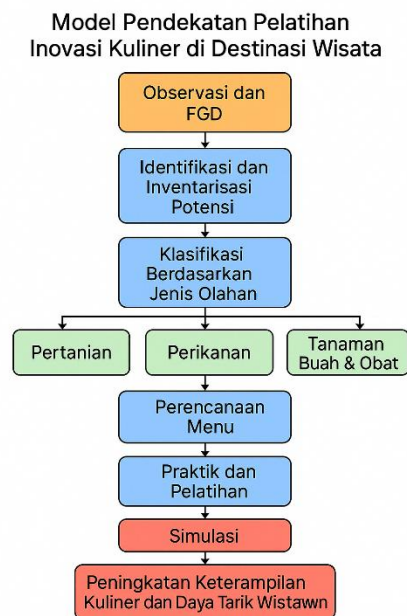 Model Pendekatan Pelatihan
Inovasi Kuliner di Destinasi Wisata
Observasi dan
FGD
Identifikasi dan
Inventarisasi
Potensi
Klasifikasi
Berdasarkan
Jenis Olahan
Pertanian
Perikanan
Tanaman
Buah & Obat
Perencanaan
Menu
Praktik dan
Pelatihan
Simulasi
Peningkatan Keterampilan
Kuliner dan Daya Tarik Wistawn